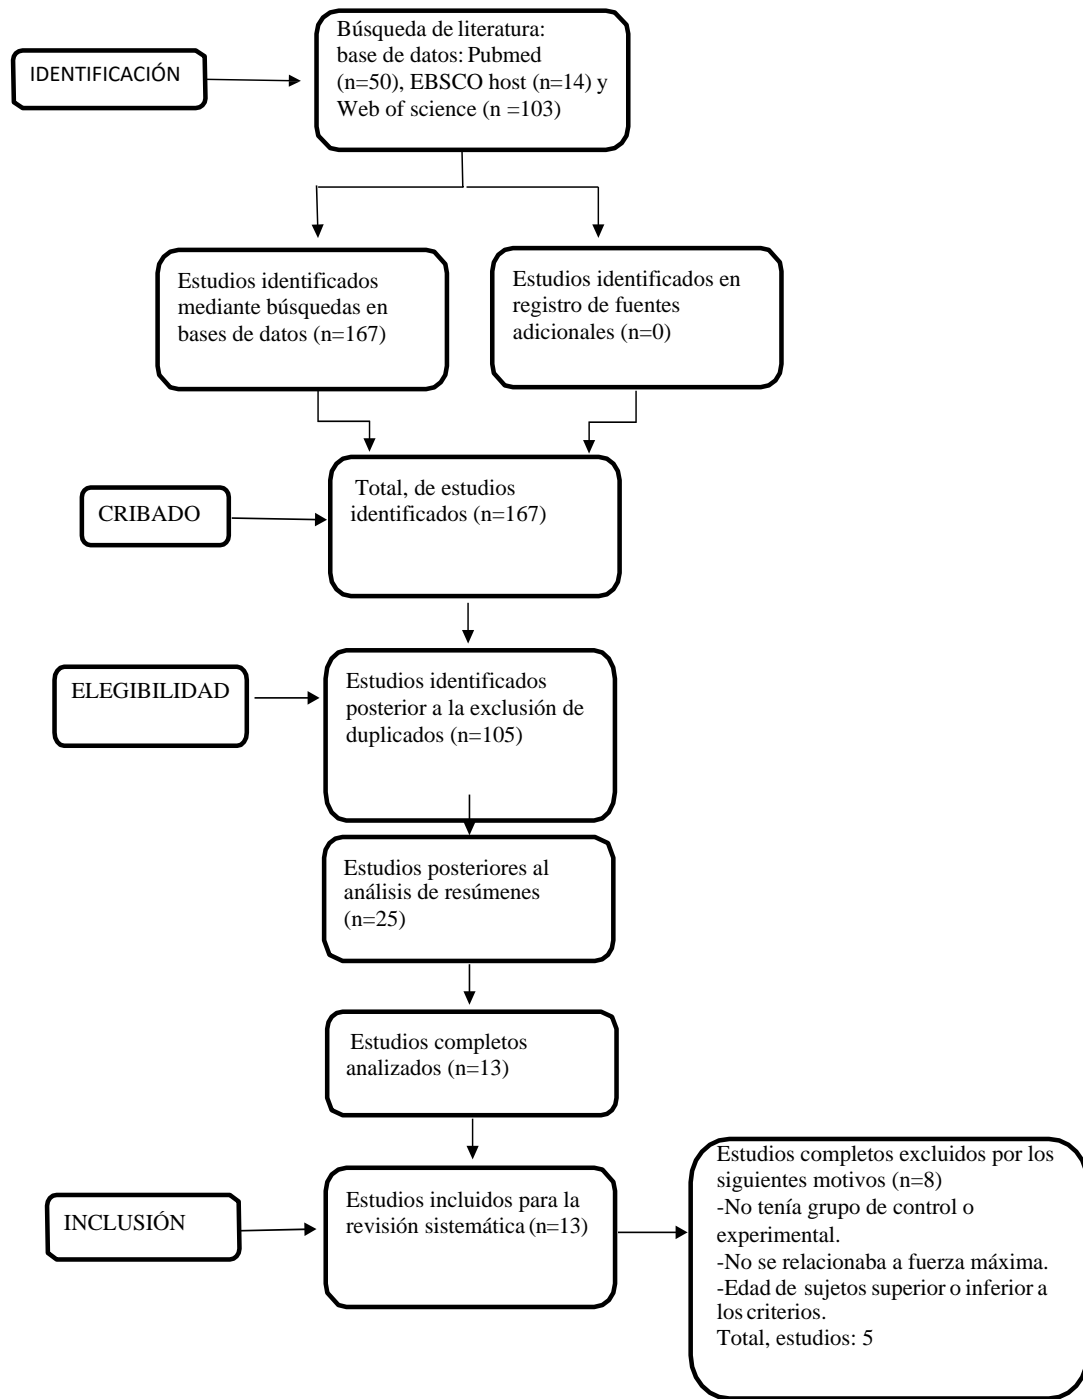 Búsqueda de literatura:
base de datos: Pubmed
(n=50), EBSCO host (n=14) y
Web of science (n =103)
IDENTIFICACIÓN
Estudios identificados
mediante búsquedas en
bases de datos (n=167)
Estudios identificados en
registro de fuentes
adicionales (n=0)
Total, de estudios
identificados (n=167)
CRIBADO
Estudios identificados
posterior a la exclusión de
duplicados (n=105)
ELEGIBILIDAD
Estudios posteriores al
análisis de resúmenes
(n=25)
Estudios completos
analizados (n=13)
Estudios incluidos para la
revisión sistemática (n=13)
INCLUSIÓN
Estudios completos excluidos por los
siguientes motivos (n=8)
-No tenía grupo de control o
experimental.
-No se relacionaba a fuerza máxima.
-Edad de sujetos superior o inferior a
los criterios.
Total, estudios: 5